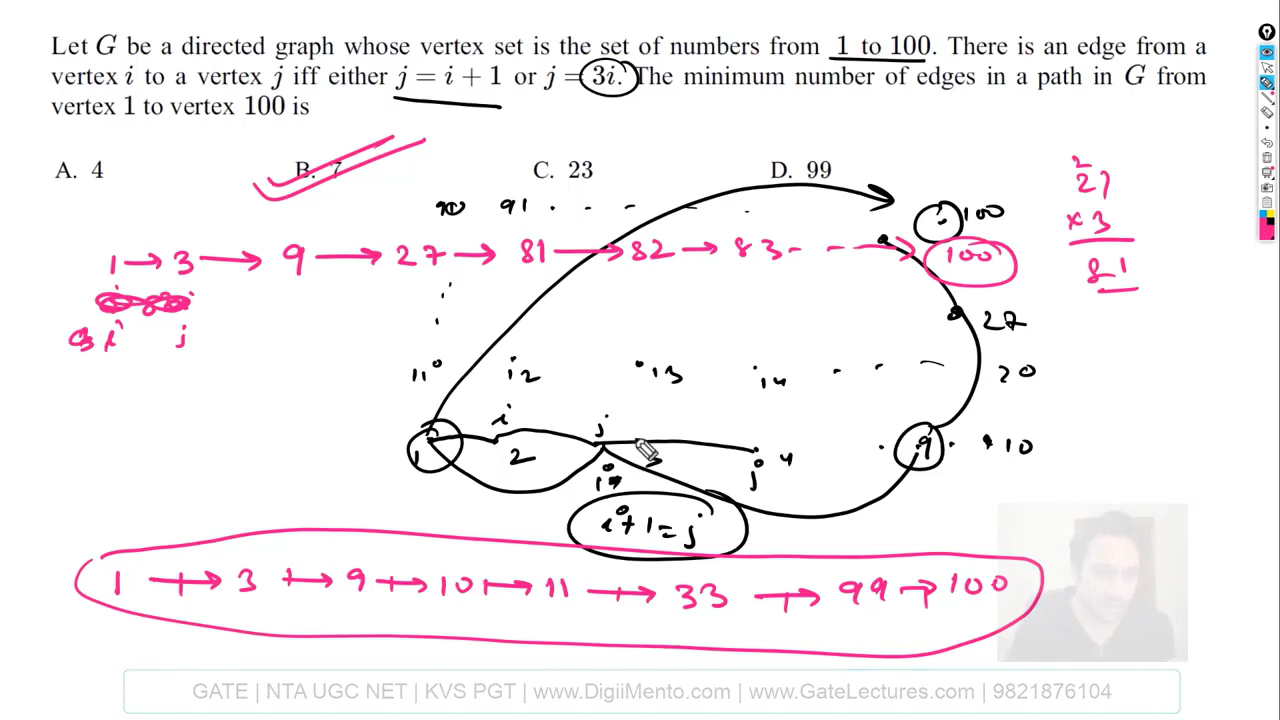 Let G be a directed graph whose vertex set is the set of numbers from 1 to 100. There is an edge from a
vertex i to a vertex j iff either j = i + 1 or j = 3i. The minimum number of edges in a path in G from
vertex 1 to vertex 100 is
A. 4 B. 7 C. 23 D. 99
2
27
× 3
81
91 100
1 → 3 → 9 → 27 → 81 → 82 → 83 - - → 100
i j
27
11 12 13 14 20
i j
1 2 3 4 9 10
j
i+1=j
1 → 3 → 9 → 10 → 11 → 33 → 99 → 100
GATE | NTA UGC NET | KVS PGT | www.DigiiMento.com | www.GateLectures.com | 9821876104